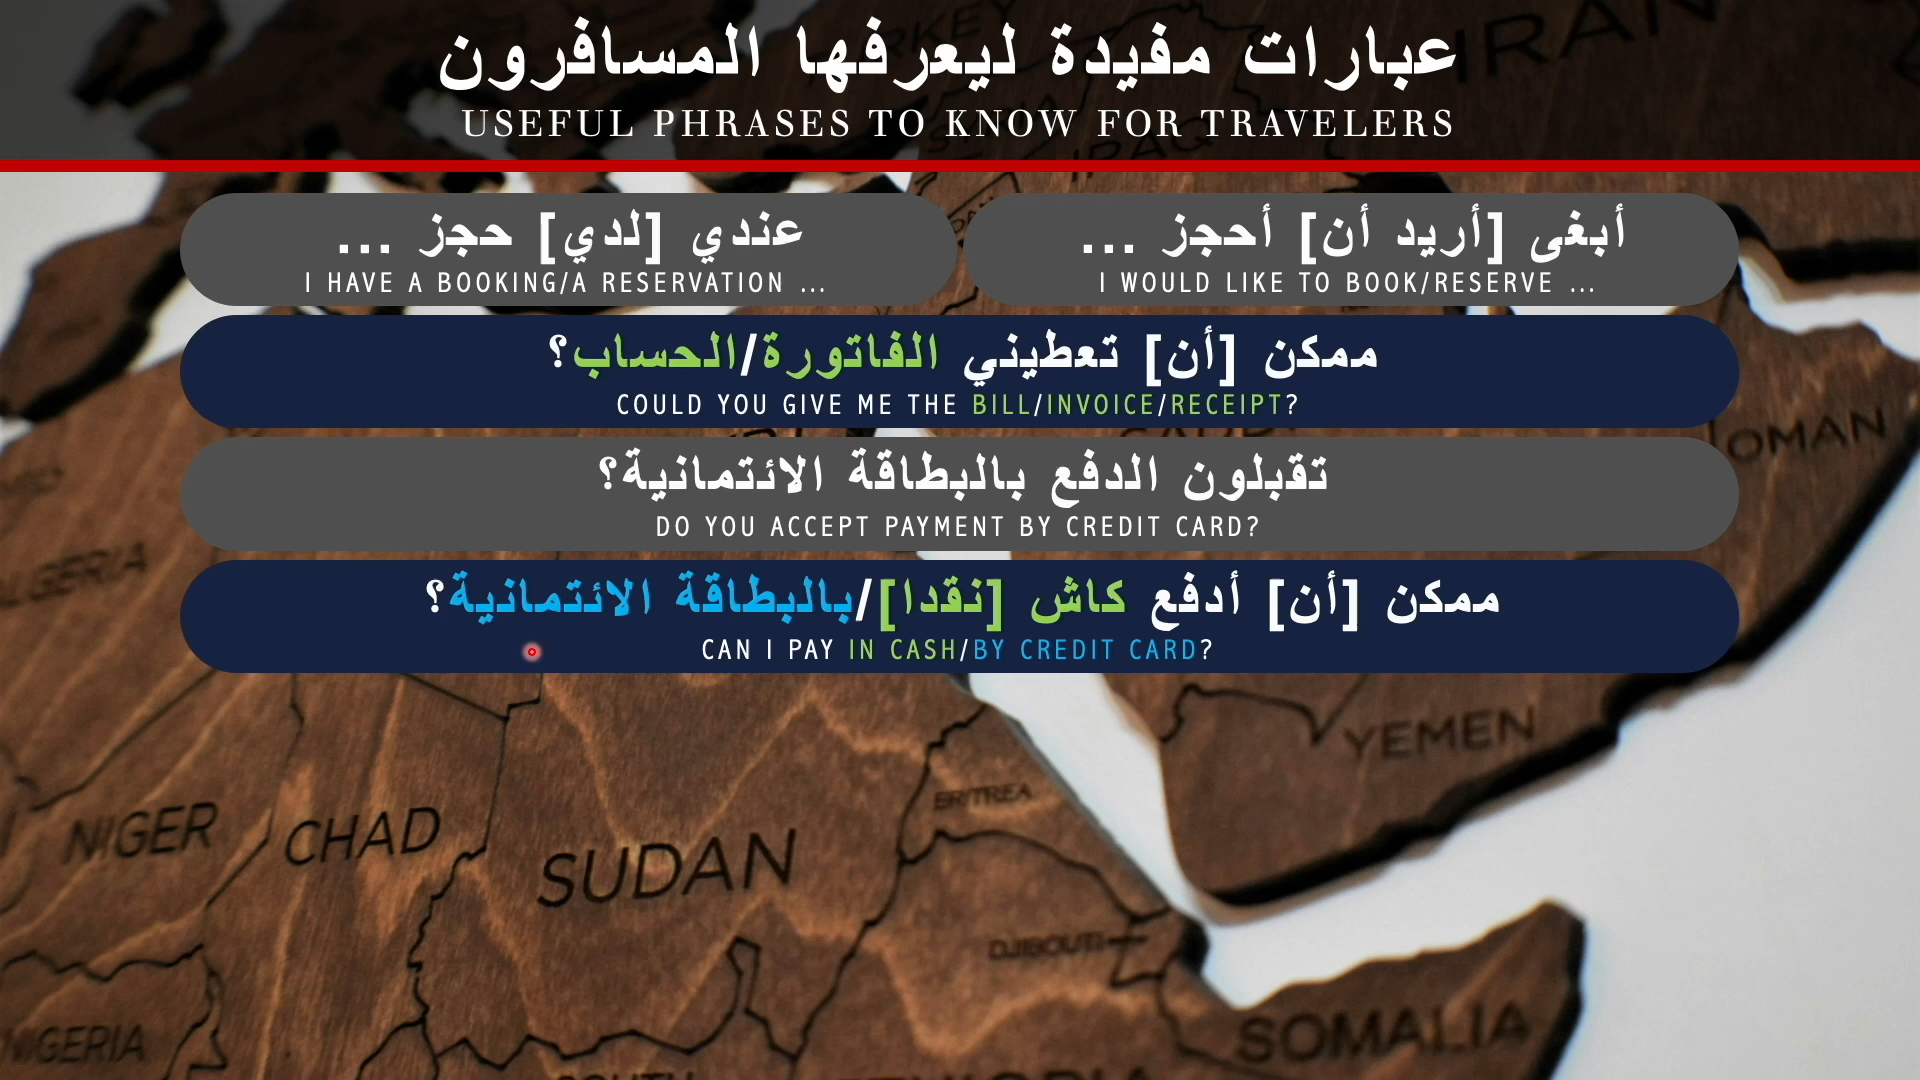 عبارات مفيدة ليعرفها المسافرون
USEFUL PHRASES TO KNOW FOR TRAVELERS
أبغى [أريد أن] أحجز ...
I WOULD LIKE TO BOOK/RESERVE ...
عندي [لدي] حجز ...
I HAVE A BOOKING/A RESERVATION ...
ممكن [أن] تعطيني الفاتورة/الحساب؟
COULD YOU GIVE ME THE BILL/INVOICE/RECEIPT?
تقبلون الدفع بالبطاقة الائتمانية؟
DO YOU ACCEPT PAYMENT BY CREDIT CARD?
ممكن [أن] أدفع كاش [نقدا]/بالبطاقة الائتمانية؟
CAN I PAY IN CASH/BY CREDIT CARD?
IRAN
IRAQ
OMAN
ALGERIA
YEMEN
ERITREA
NIGER
CHAD
SUDAN
DJIBOUTI
SOMALIA
NIGERIA